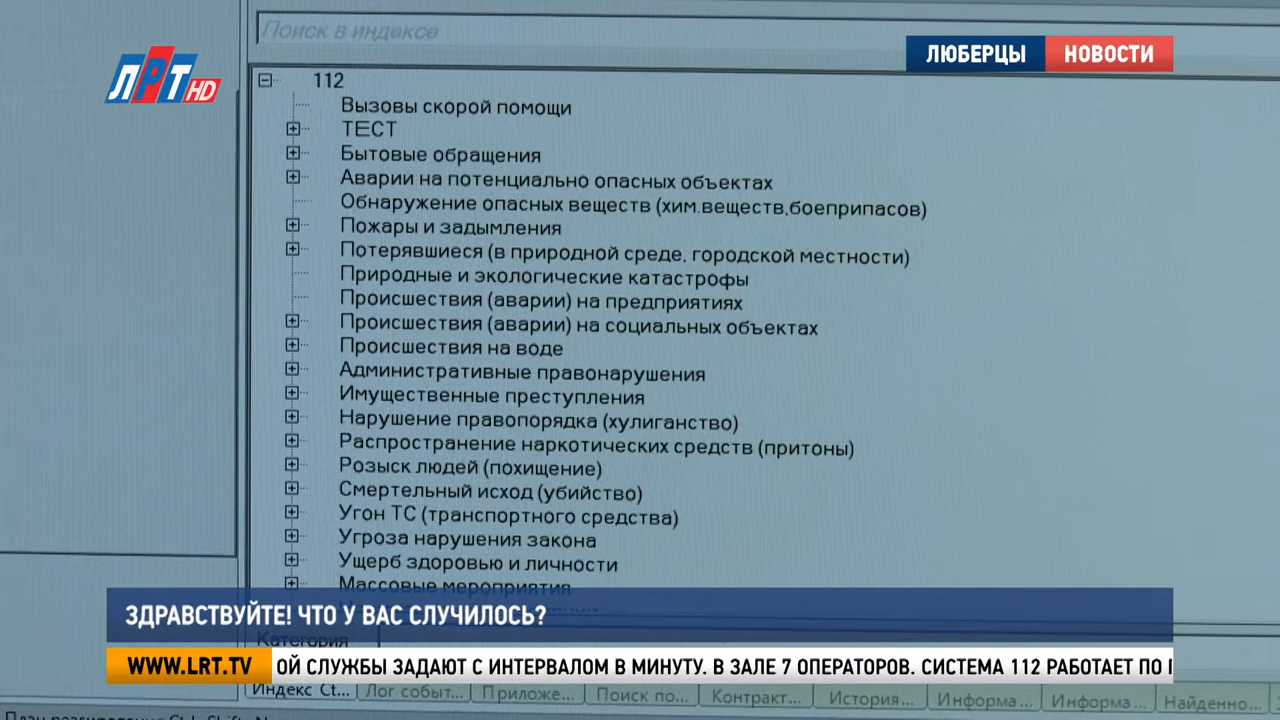 Поиск в индексе
ЛРТ HD
ЛЮБЕРЦЫ НОВОСТИ
112
Вызовы скорой помощи
ТЕСТ
Бытовые обращения
Аварии на потенциально опасных объектах
Обнаружение опасных веществ (хим.веществ,боеприпасов)
Пожары и задымления
Потерявшиеся (в природной среде, городской местности)
Природные и экологические катастрофы
Происшествия (аварии) на предприятиях
Происшествия (аварии) на социальных объектах
Происшествия на воде
Административные правонарушения
Имущественные преступления
Нарушение правопорядка (хулиганство)
Распространение наркотических средств (притоны)
Розыск людей (похищение)
Смертельный исход (убийство)
Угон ТС (транспортного средства)
Угроза нарушения закона
Ущерб здоровью и личности
Массовые мероприятия
ЗДРАВСТВУЙТЕ! ЧТО У ВАС СЛУЧИЛОСЬ?
Категория
WWW.LRT.TV ОЙ СЛУЖБЫ ЗАДАЮТ С ИНТЕРВАЛОМ В МИНУТУ. В ЗАЛЕ 7 ОПЕРАТОРОВ. СИСТЕМА 112 РАБОТАЕТ ПО
Индекс Ct... Лог событ... Приложе... Поиск по... Контракт... История... Информа... Информа... Найденно...